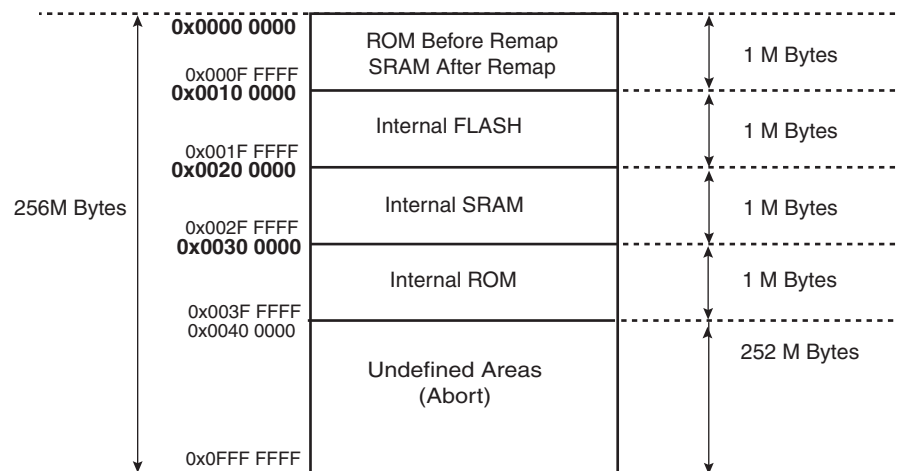 0x0000 0000
ROM Before Remap
SRAM After Remap
1 M Bytes
0x000F FFFF
0x0010 0000
Internal FLASH
1 M Bytes
0x001F FFFF
0x0020 0000
256M Bytes
Internal SRAM
1 M Bytes
0x002F FFFF
0x0030 0000
Internal ROM
1 M Bytes
0x003F FFFF
0x0040 0000
252 M Bytes
Undefined Areas
(Abort)
0x0FFF FFFF